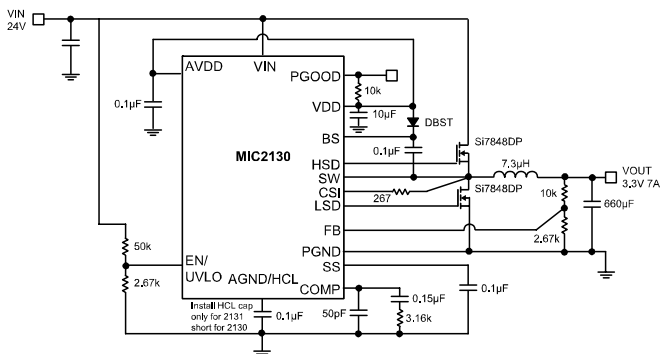 VIN
24V
AVDD
VIN
PGOOD
10k
0.1µF
VDD
10µF
DBST
BS
MIC2130
0.1µF
Si7848DP
HSD
SW
7.3µH
VOUT
3.3V 7A
CSI
267
Si7848DP
10k
LSD
660µF
FB
2.67k
50k
PGND
EN/
UVLO
SS
2.67k
AGND/HCL
COMP
0.1µF
Install HCL cap
only for 2131
short for 2130
0.1µF
50pF
0.15µF
3.16k